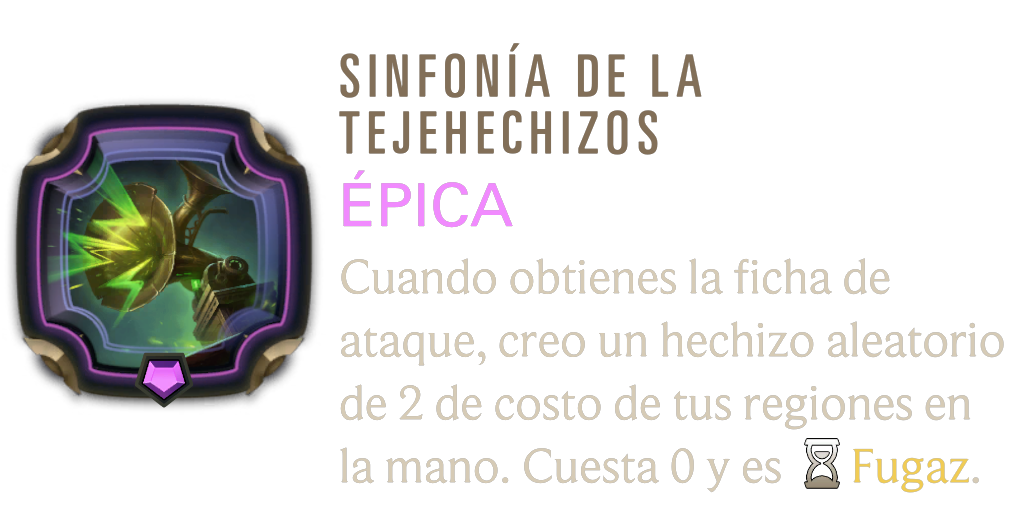 SINFONÍA DE LA
TEJEHECHIZOS
ÉPICA
Cuando obtienes la ficha de
ataque, creo un hechizo aleatorio
de 2 de costo de tus regiones en
la mano. Cuesta 0 y es Fugaz.